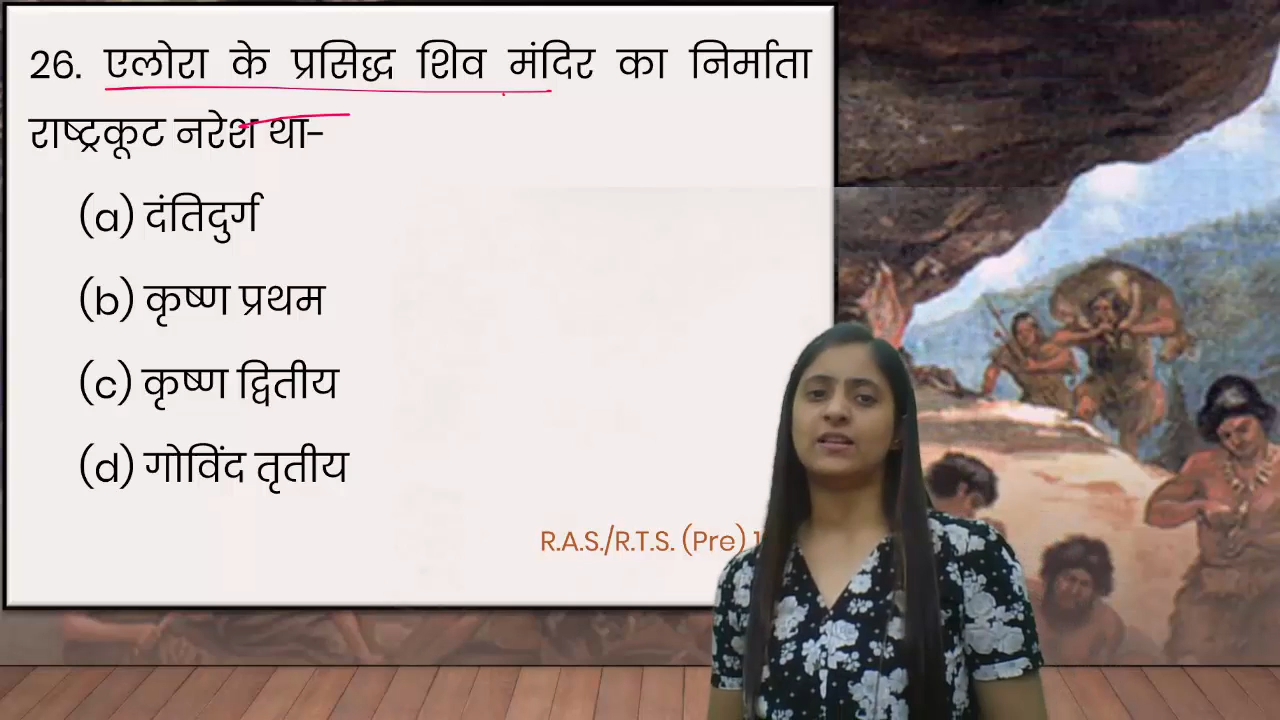 26. एलोरा के प्रसिद्ध शिव मंदिर का निर्माता
राष्ट्रकूट नरेश था-
(a) दंतिदुर्ग
(b) कृष्ण प्रथम
(c) कृष्ण द्वितीय
(d) गोविंद तृतीय
R.A.S./R.T.S. (Pre)